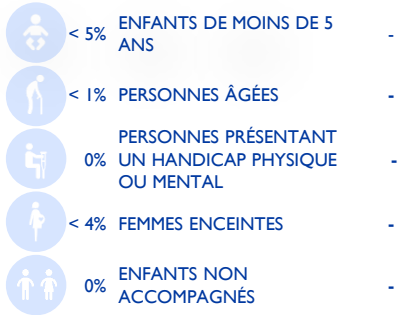 < 5% ENFANTS DE MOINS DE 5 -
ANS
< 1% PERSONNES ÂGÉES -
PERSONNES PRÉSENTANT
0% UN HANDICAP PHYSIQUE -
OU MENTAL
< 4% FEMMES ENCEINTES -
0% ENFANTS NON -
ACCOMPAGNÉS